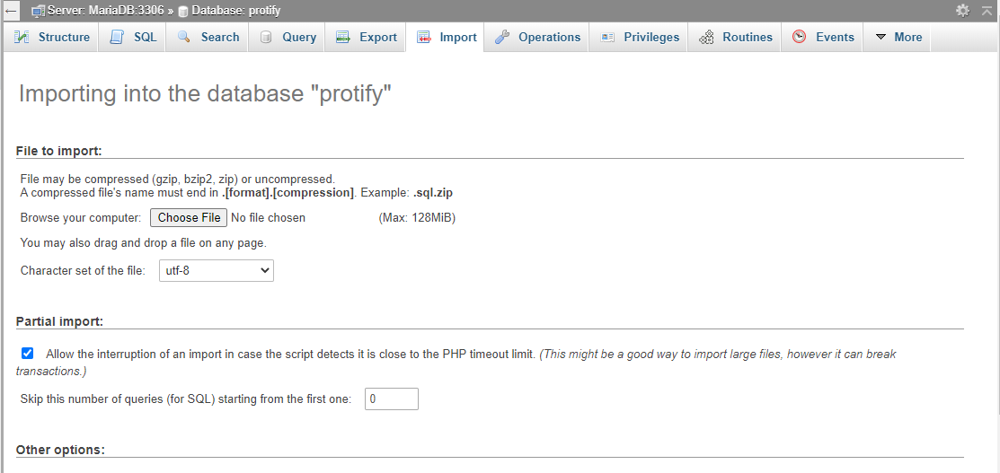 Server: MariaDB:3306 » Database: protify
Structure SQL Search Query Export Import Operations Privileges Routines Events More
Importing into the database "protify"
File to import:
File may be compressed (gzip, bzip2, zip) or uncompressed.
A compressed file's name must end in .[format].[compression]. Example: .sql.zip
Browse your computer: Choose File No file chosen (Max: 128MiB)
You may also drag and drop a file on any page.
Character set of the file: utf-8
Partial import:
Allow the interruption of an import in case the script detects it is close to the PHP timeout limit. (This might be a good way to import large files, however it can break
transactions.)
Skip this number of queries (for SQL) starting from the first one: 0
Other options: